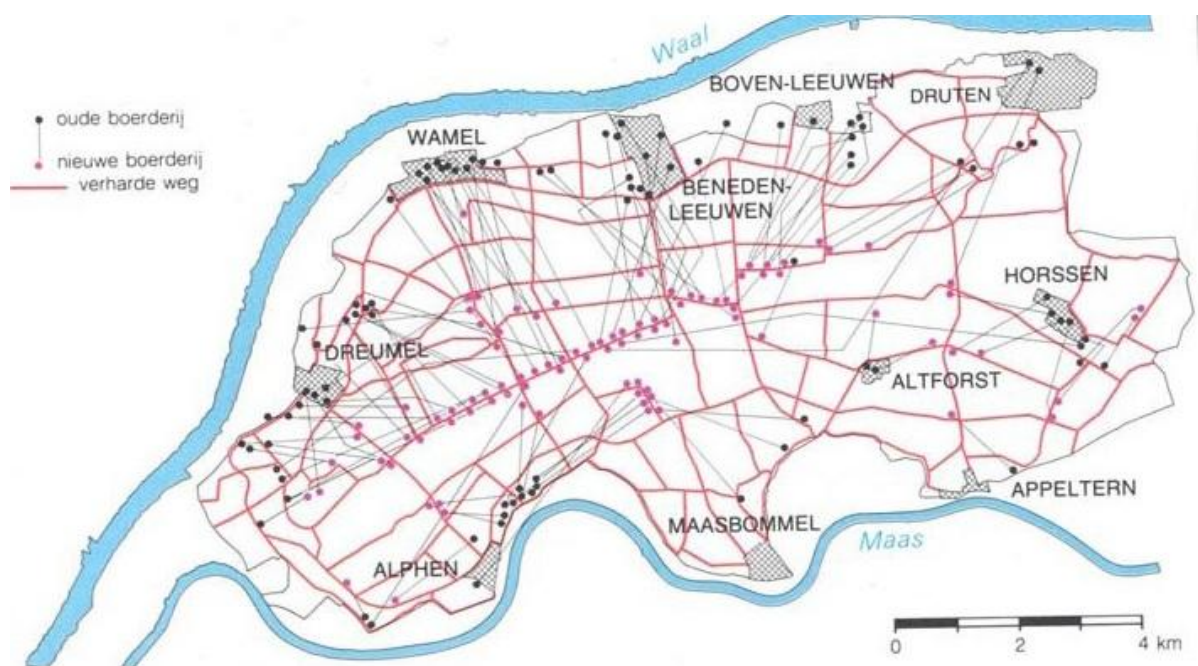 oude boerderij
nieuwe boerderij
verharde weg
Waal
BOVEN-LEEUWEN
DRUTEN
WAMEL
BENEDEN-
LEEUWEN
HORSSEN
DREUMEL
ALTFORST
APPELTERN
MAASBOMMEL
Maas
ALPHEN
0 2 4 km